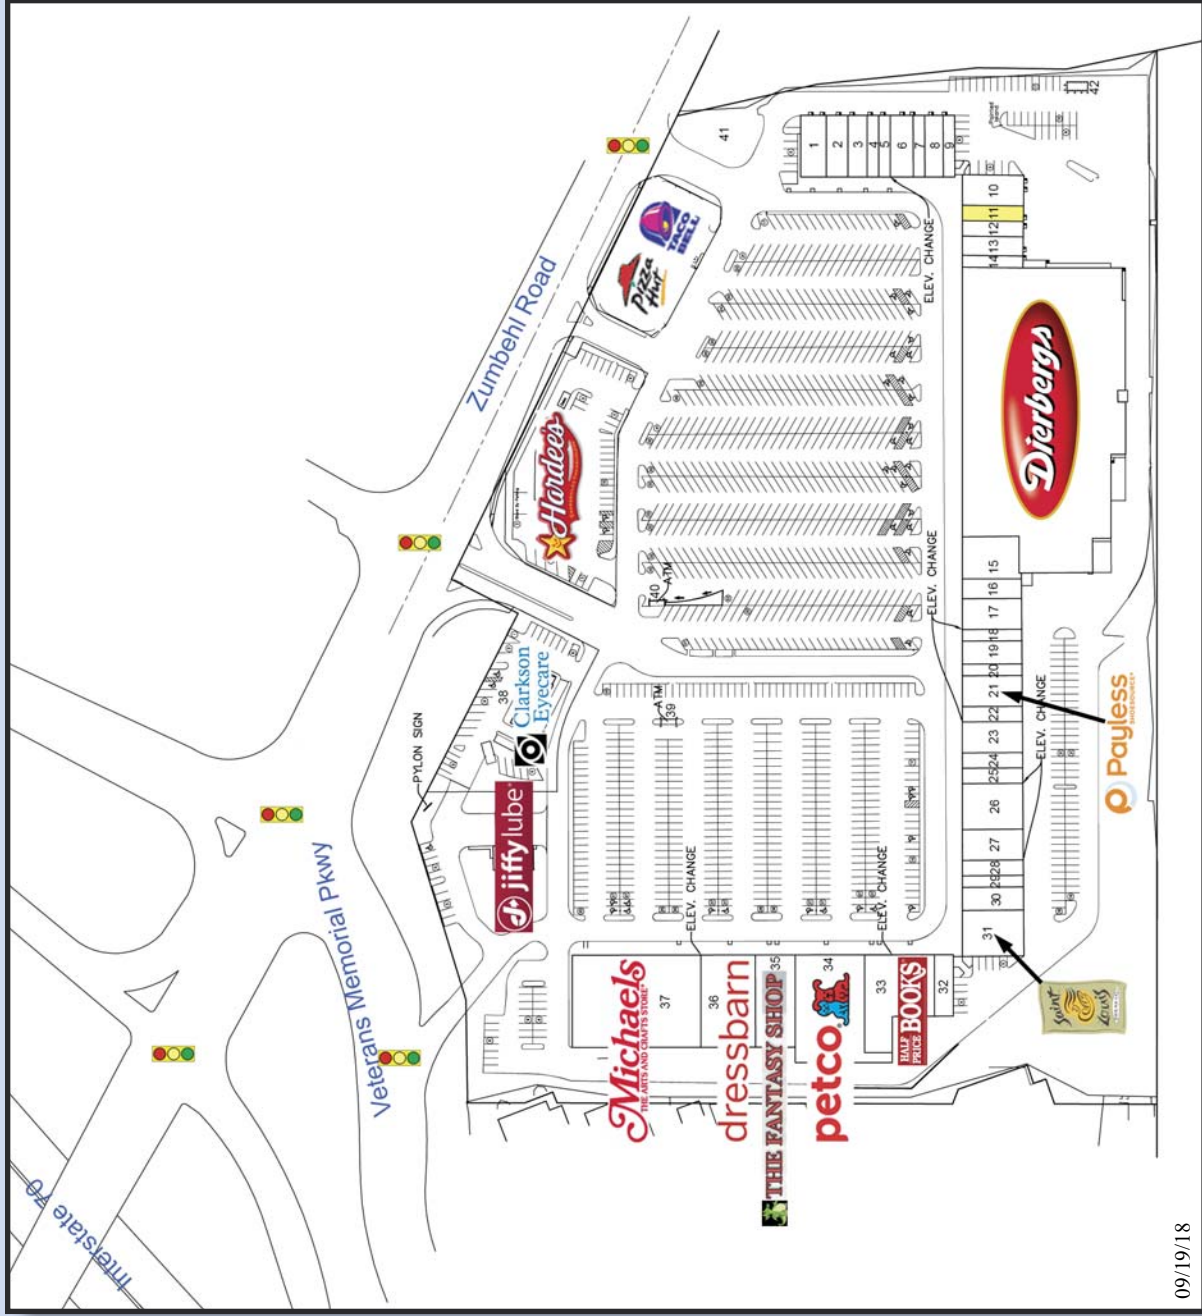 Interstate 70
Veterans Memorial Pkwy
Zumbehl Road
PYLON SIGN
jiffy lube
38
Clarkson
Eyecare
Hardee's
Pizza
Hut
TACO
BELL
41
40
ATM
ATM
39
ELEV. CHANGE
ELEV. CHANGE
ELEV. CHANGE
ELEV. CHANGE
ELEV. CHANGE
Michaels
THE ARTS AND CRAFTS STORE
37
dressbarn
36
THE FANTASY SHOP
35
petco
34
33
HALF
PRICE
BOOKS
32
31
Saint
Louis
30
29
28
27
26
25
24
23
22
21
20
19
18
17
16
15
Payless
SHOESOURCE
Dierbergs
14
13
12
11
10
9
8
7
6
5
4
3
2
1
42
09/19/18